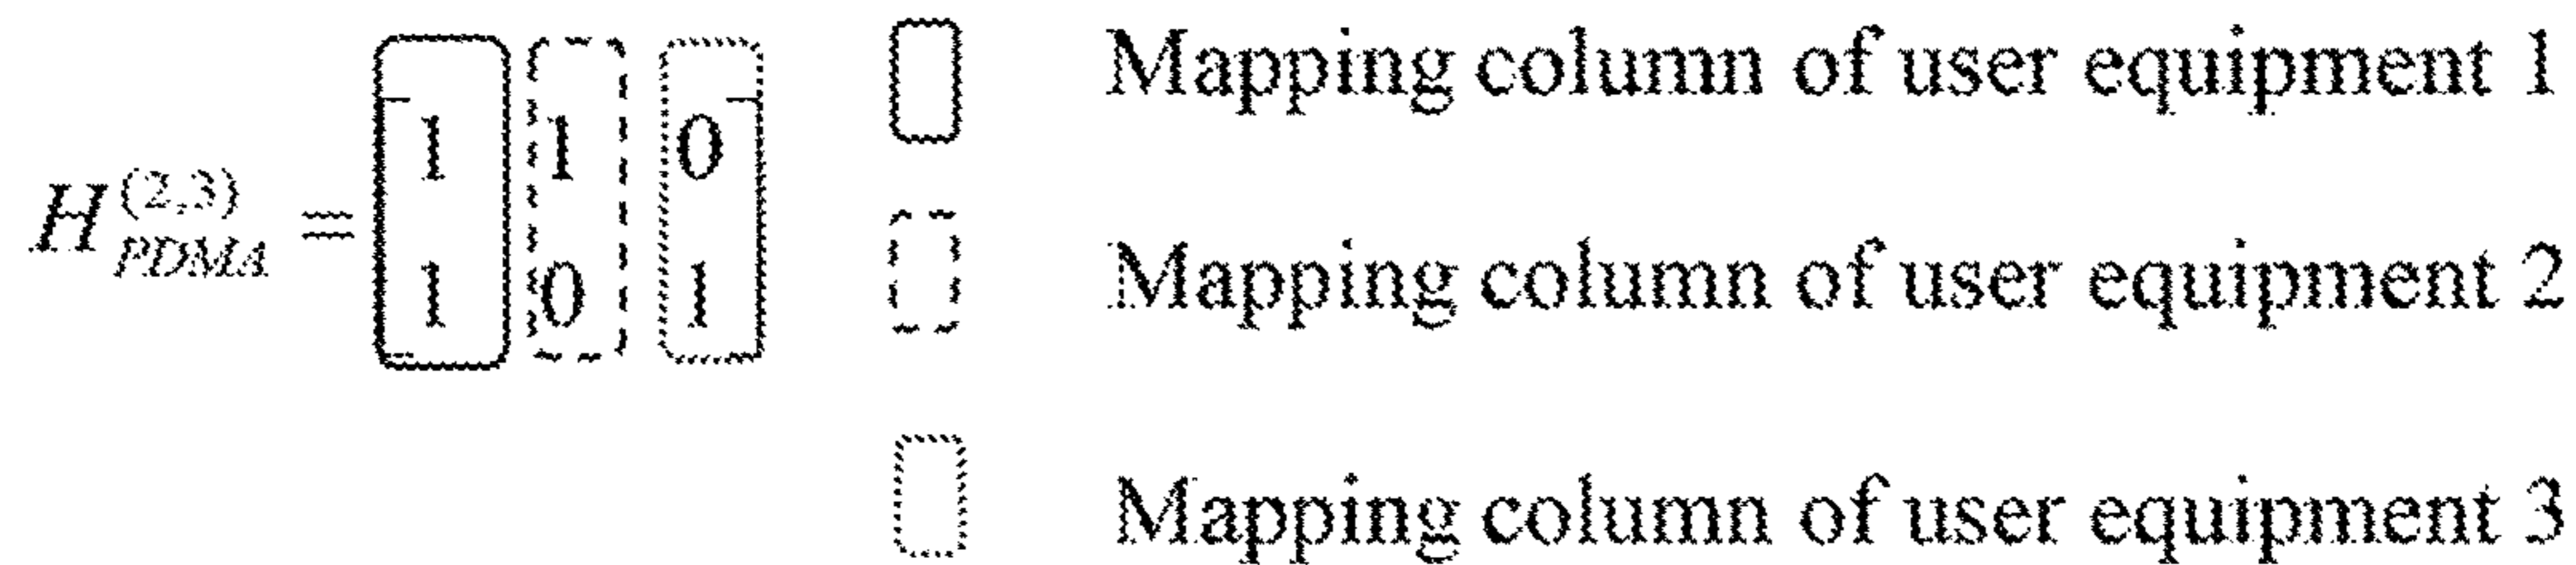 Mapping column of user equipment 1
1 1 0
H_{PDMA}^{(2,3)} =
Mapping column of user equipment 2
1 0 1
Mapping column of user equipment 3